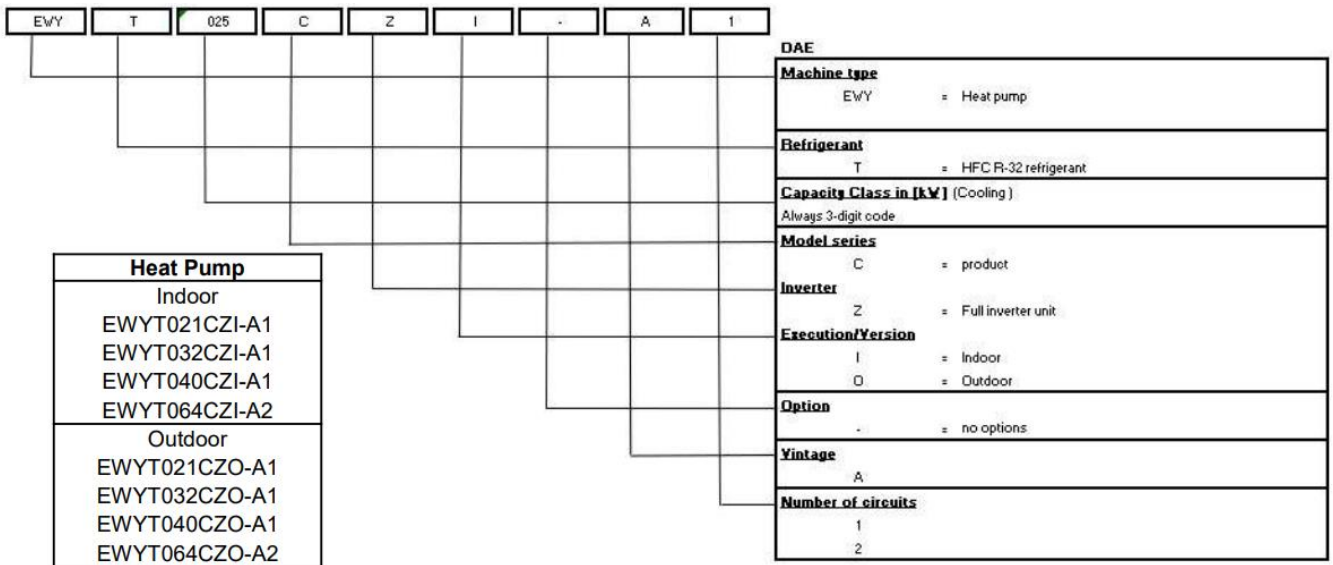 EWY T 025 C Z I - A 1
DAE
Machine type
EWY = Heat pump
Refrigerant
T = HFC R-32 refrigerant
Capacity Class in [kW] (Cooling)
Always 3-digit code
Model series
C = product
Inverter
Z = Full inverter unit
Execution/Version
I = Indoor
O = Outdoor
Option
- = no options
Vintage
A
Number of circuits
1
2
Heat Pump
Indoor
EWYT021CZI-A1
EWYT032CZI-A1
EWYT040CZI-A1
EWYT064CZI-A2
Outdoor
EWYT021CZO-A1
EWYT032CZO-A1
EWYT040CZO-A1
EWYT064CZO-A2